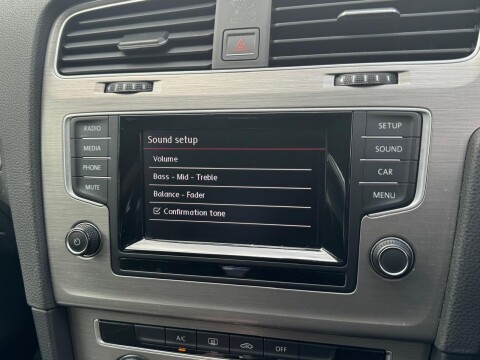 RADIO
MEDIA
PHONE
MUTE
Sound setup
Volume
Bass - Mid - Treble
Balance - Fader
Confirmation tone
SETUP
SOUND
CAR
MENU
A/C
OFF